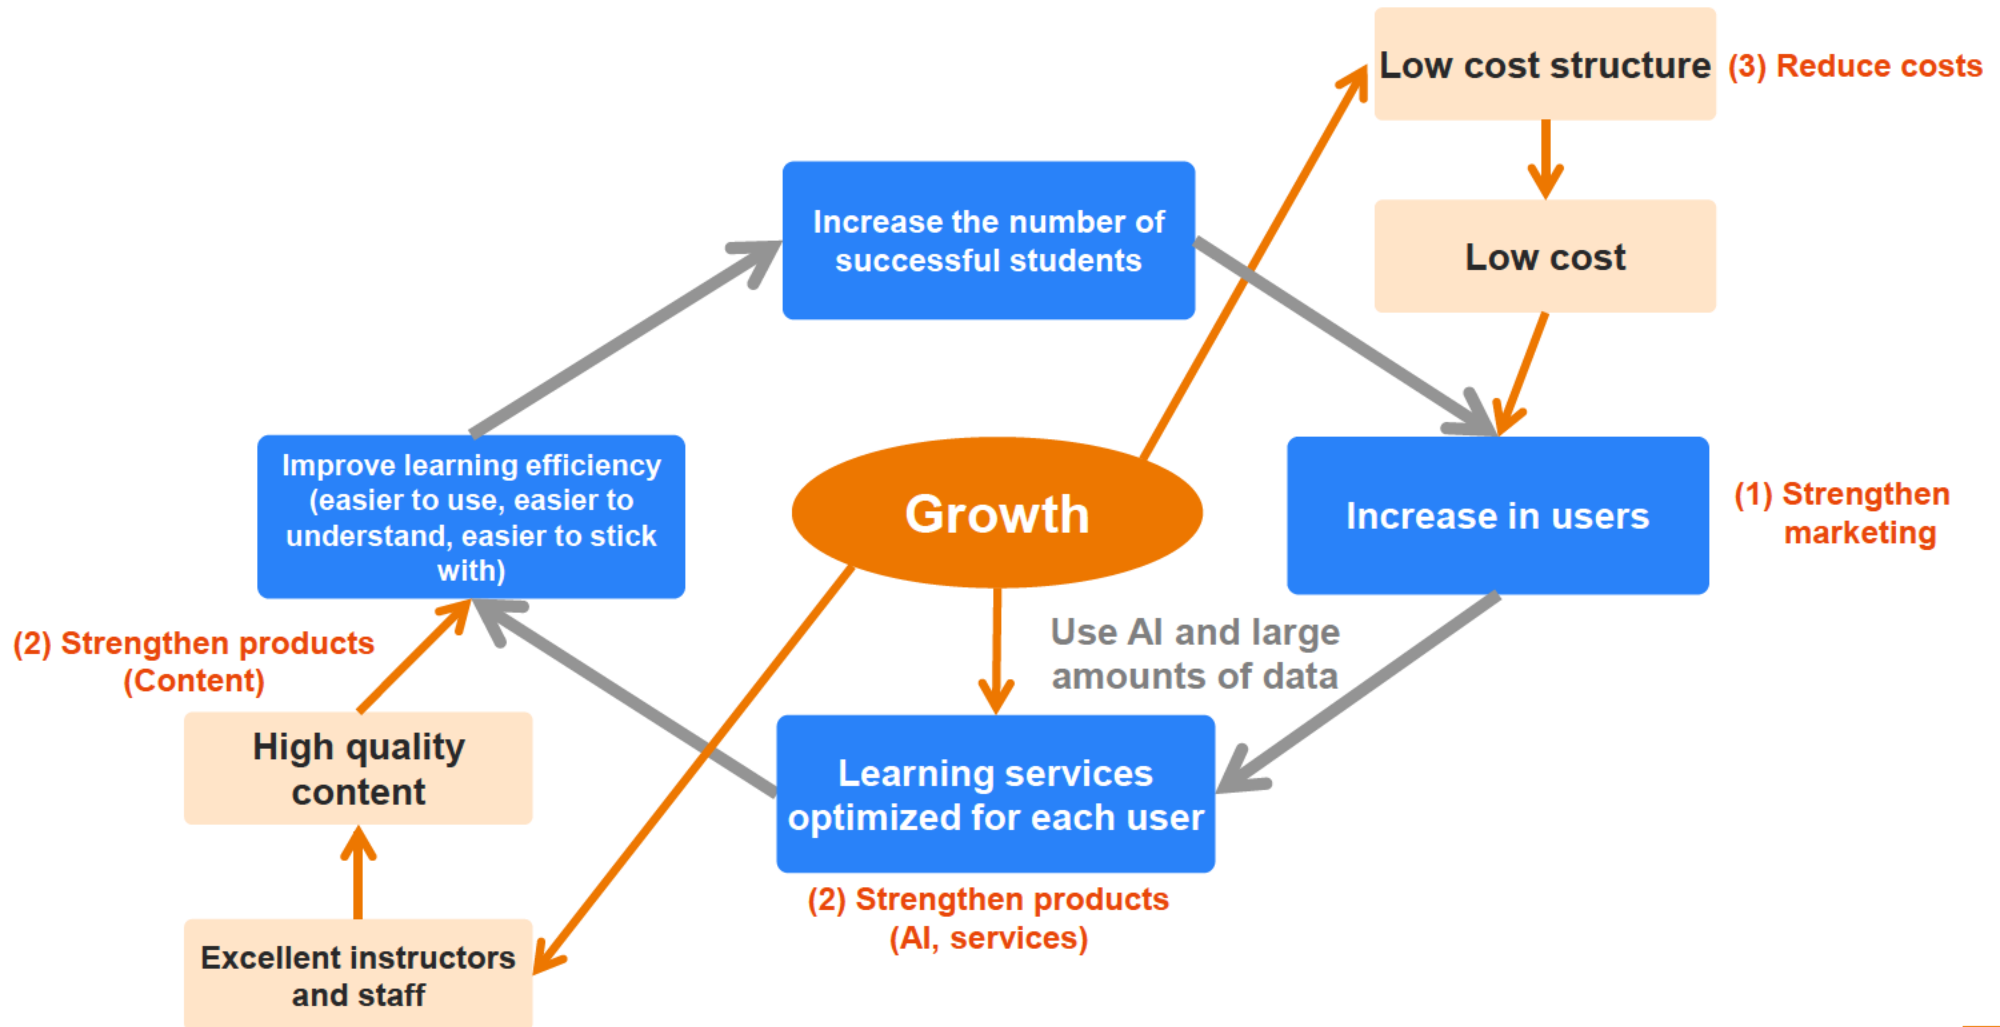 Low cost structure
(3) Reduce costs
Increase the number of
successful students
Low cost
Improve learning efficiency
(easier to use, easier to
understand, easier to stick
with)
Growth
Increase in users
(1) Strengthen
marketing
Use AI and large
amounts of data
(2) Strengthen products
(Content)
High quality
content
Learning services
optimized for each user
(2) Strengthen products
(AI, services)
Excellent instructors
and staff